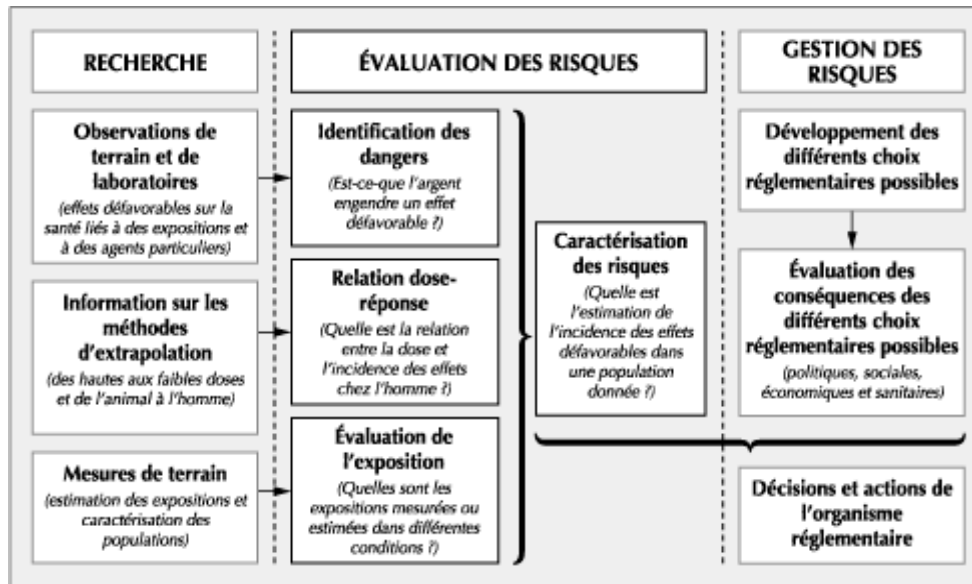 RECHERCHE
ÉVALUATION DES RISQUES
GESTION DES
RISQUES
Observations de
terrain et de
laboratoires
(effets défavorables sur la
santé liés à des expositions et
à des agents particuliers)
Information sur les
méthodes
d'extrapolation
(des hautes aux faibles doses
et de l'animal à l'homme)
Mesures de terrain
(estimation des expositions et
caractérisation des
populations)
Identification des
dangers
(Est-ce-que l'argent
engendre un effet
défavorable ?)
Relation dose-
réponse
(Quelle est la relation
entre la dose et
l'incidence des effets
chez l'homme ?)
Évaluation de
l'exposition
(Quelles sont les
expositions mesurées ou
estimées dans différentes
conditions ?)
Caractérisation
des risques
(Quelle est
l'estimation de
l'incidence des effets
défavorables dans
une population
donnée ?)
Développement des
différents choix
réglementaires possibles
Évaluation des
conséquences des
différents choix
réglementaires possibles
(politiques, sociales,
économiques et sanitaires)
Décisions et actions de
l'organisme
réglementaire